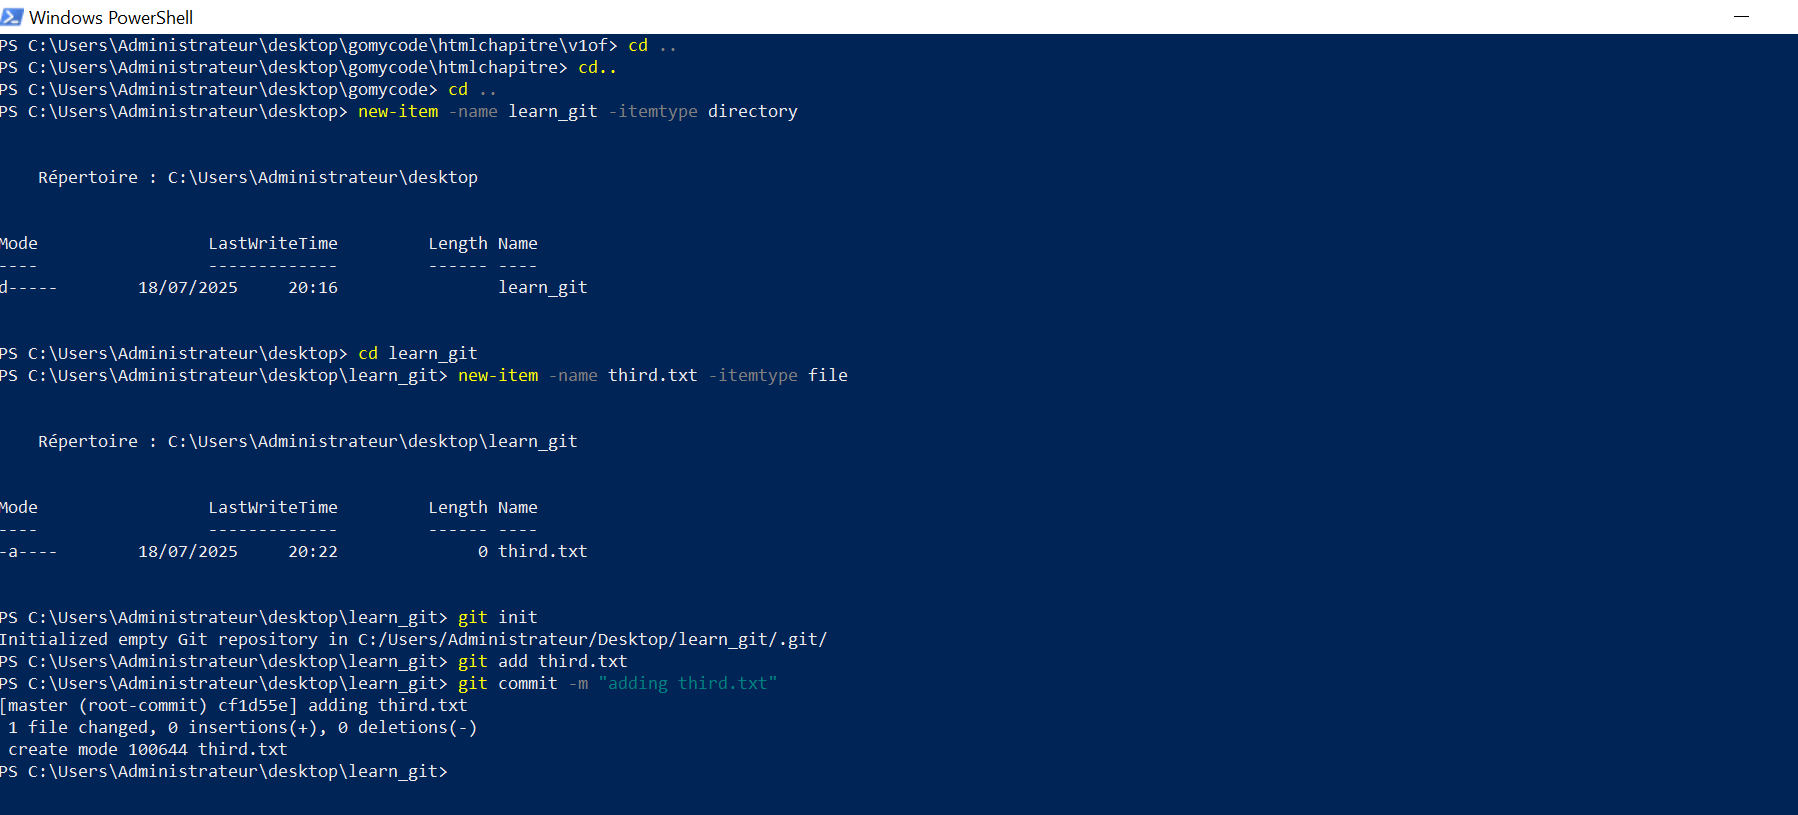 Windows PowerShell
PS C:\Users\Administrateur\desktop\gomycode\htmlchapitre\v1of> cd ..
PS C:\Users\Administrateur\desktop\gomycode\htmlchapitre> cd..
PS C:\Users\Administrateur\desktop\gomycode> cd ..
PS C:\Users\Administrateur\desktop> new-item -name learn_git -itemtype directory
Répertoire : C:\Users\Administrateur\desktop
Mode LastWriteTime Length Name
---- ------------- ------ ----
d----- 18/07/2025 20:16 learn_git
PS C:\Users\Administrateur\desktop> cd learn_git
PS C:\Users\Administrateur\desktop\learn_git> new-item -name third.txt -itemtype file
Répertoire : C:\Users\Administrateur\desktop\learn_git
Mode LastWriteTime Length Name
---- ------------- ------ ----
-a---- 18/07/2025 20:22 0 third.txt
PS C:\Users\Administrateur\desktop\learn_git> git init
Initialized empty Git repository in C:/Users/Administrateur/Desktop/learn_git/.git/
PS C:\Users\Administrateur\desktop\learn_git> git add third.txt
PS C:\Users\Administrateur\desktop\learn_git> git commit -m "adding third.txt"
[master (root-commit) cf1d55e] adding third.txt
1 file changed, 0 insertions(+), 0 deletions(-)
create mode 100644 third.txt
PS C:\Users\Administrateur\desktop\learn_git>